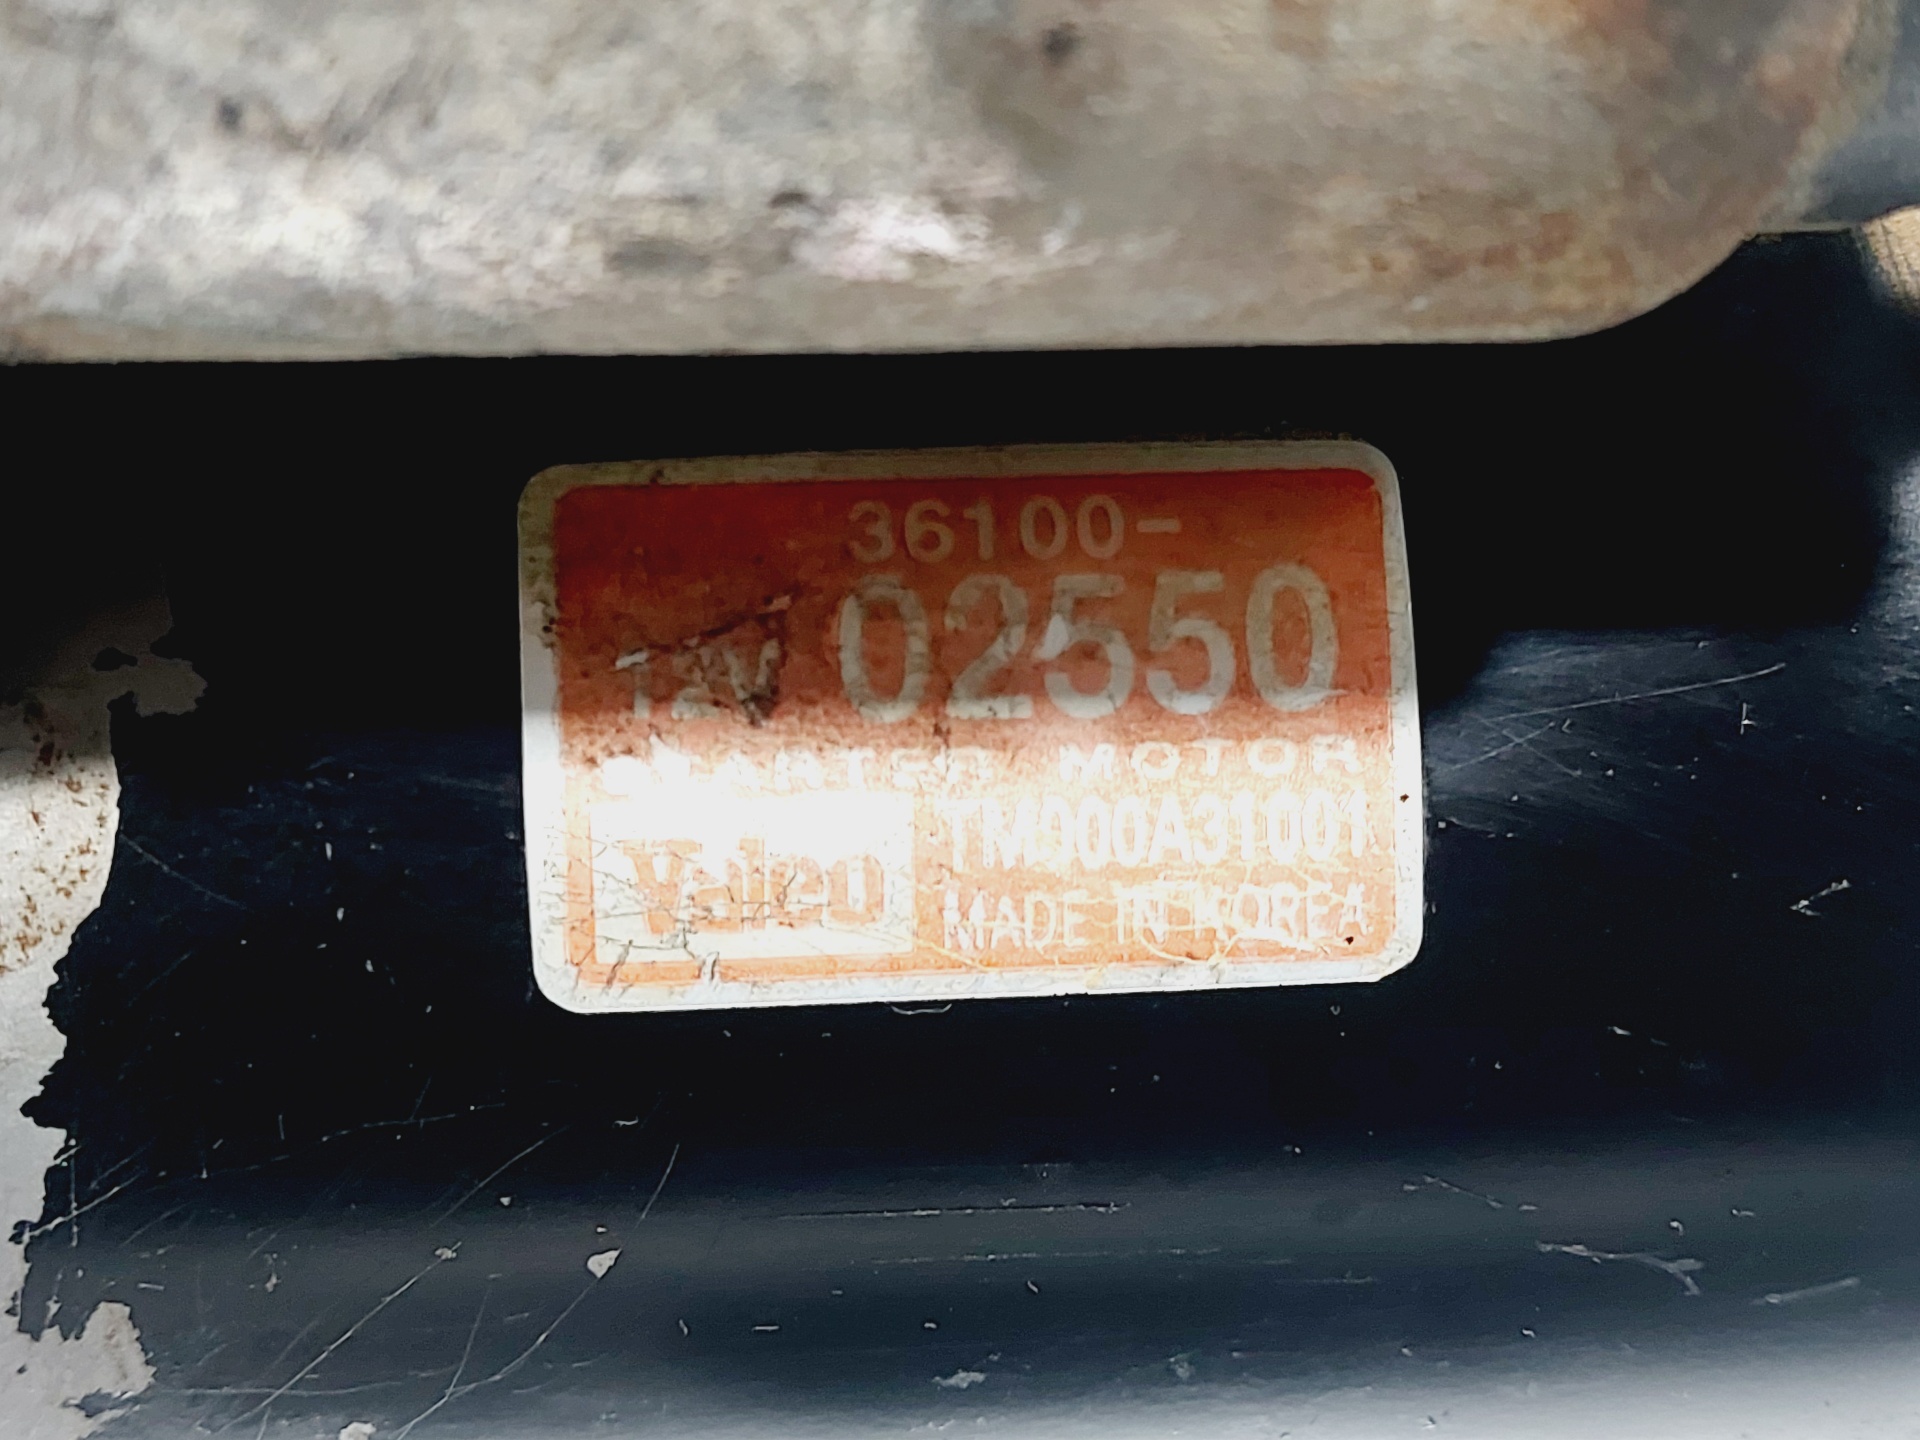 36100-
12V 02550
STARTER MOTOR
Valeo TM000A31001
MADE IN KOREA